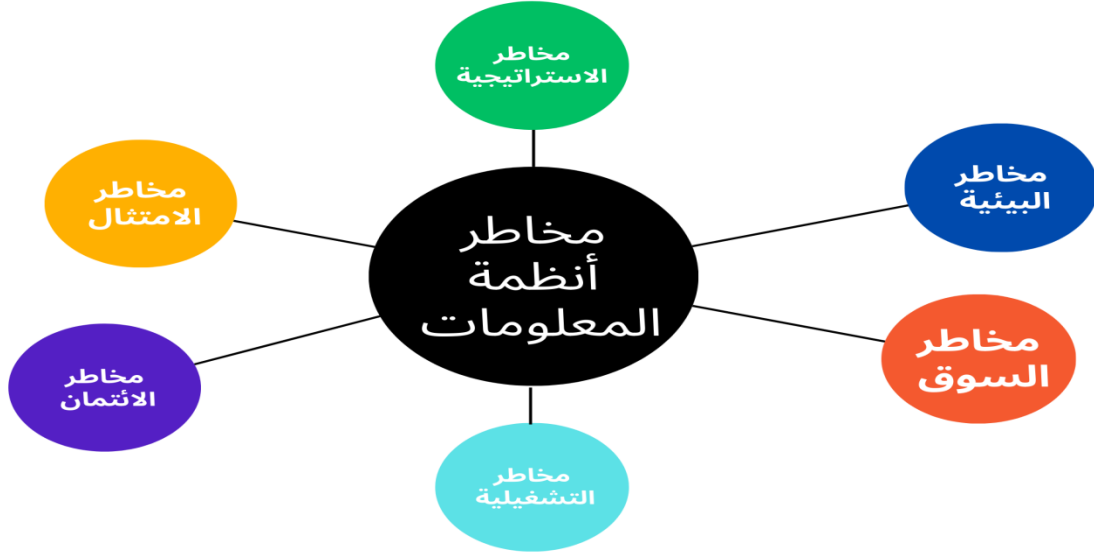 مخاطر
الاستراتيجية
مخاطر
البيئية
مخاطر
الامتثال
مخاطر
أنظمة
المعلومات
مخاطر
السوق
مخاطر
الائتمان
مخاطر
التشغيلية